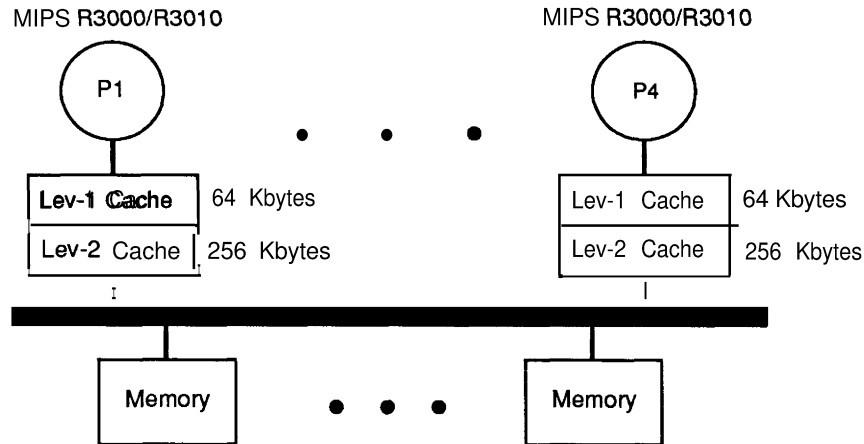 MIPS R3000/R3010
MIPS R3000/R3010
P1
P4
Lev-1 Cache
64 Kbytes
Lev-1 Cache
64 Kbytes
Lev-2 Cache
256 Kbytes
Lev-2 Cache
256 Kbytes
Memory
Memory